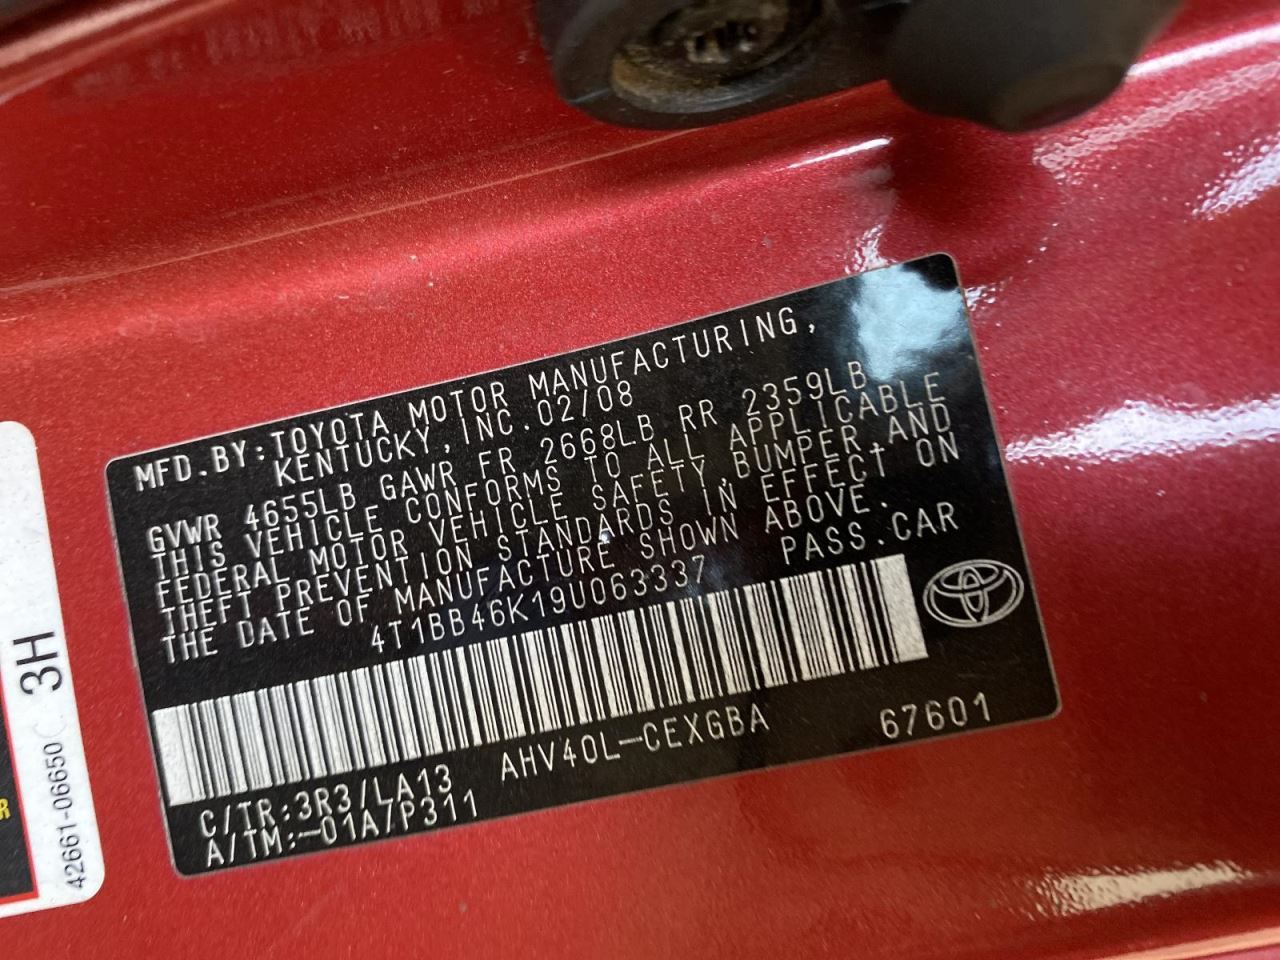 MFD.BY:TOYOTA MOTOR MANUFACTURING,
KENTUCKY,INC.02/08
GVWR 4655LB GAWR FR 2668LB RR 2359LB
THIS VEHICLE CONFORMS TO ALL APPLICABLE
FEDERAL MOTOR VEHICLE SAFETY,BUMPER,AND
THEFT PREVENTION STANDARDS IN EFFECT ON
THE DATE OF MANUFACTURE SHOWN ABOVE.
4T1BB46K19U063337 PASS.CAR
AHV40L-CEXGBA 67601
C/TR:3R3/LA13
A/TM:-01A/P311
42661-06650 C 3H
R